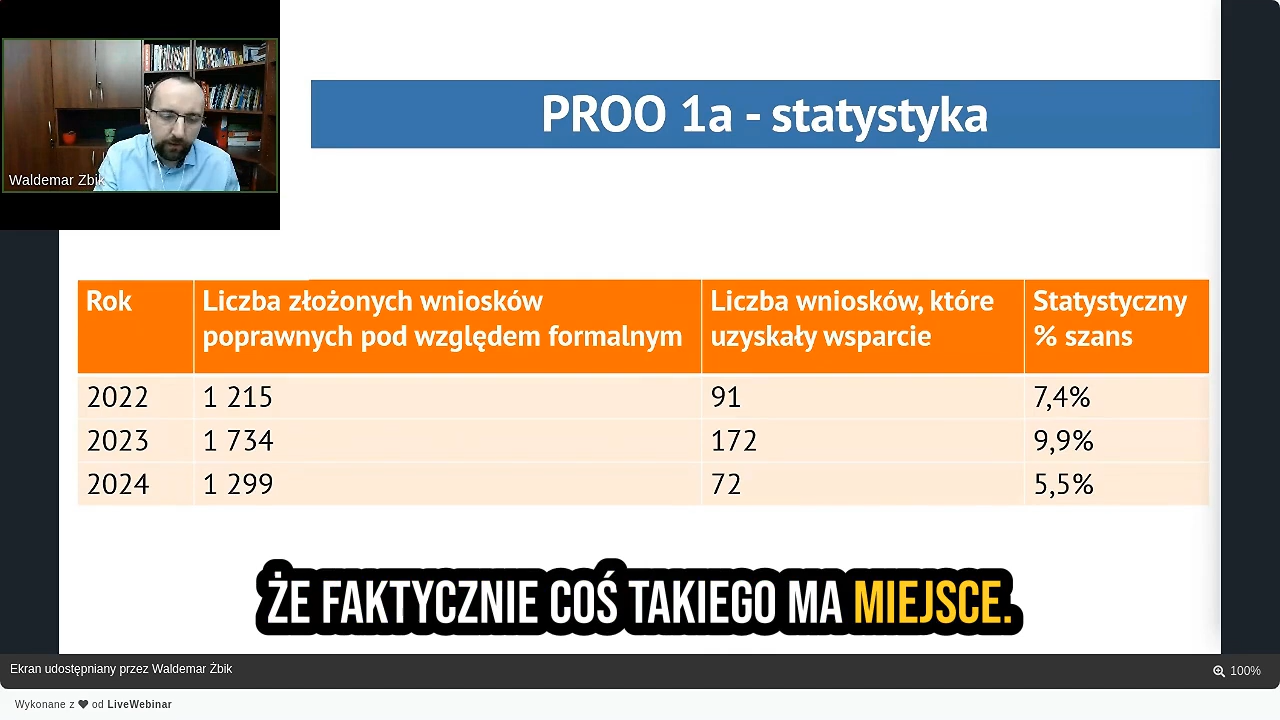 Waldemar Żbik
PROO 1a - statystyka
Rok
Liczba złożonych wniosków
poprawnych pod względem formalnym
Liczba wniosków, które
uzyskały wsparcie
Statystyczny
% szans
2022 1 215 91 7,4%
2023 1 734 172 9,9%
2024 1 299 72 5,5%
ŻE FAKTYCZNIE COŚ TAKIEGO MA MIEJSCE.
Ekran udostępniany przez Waldemar Żbik
100%
Wykonane z ❤ od LiveWebinar